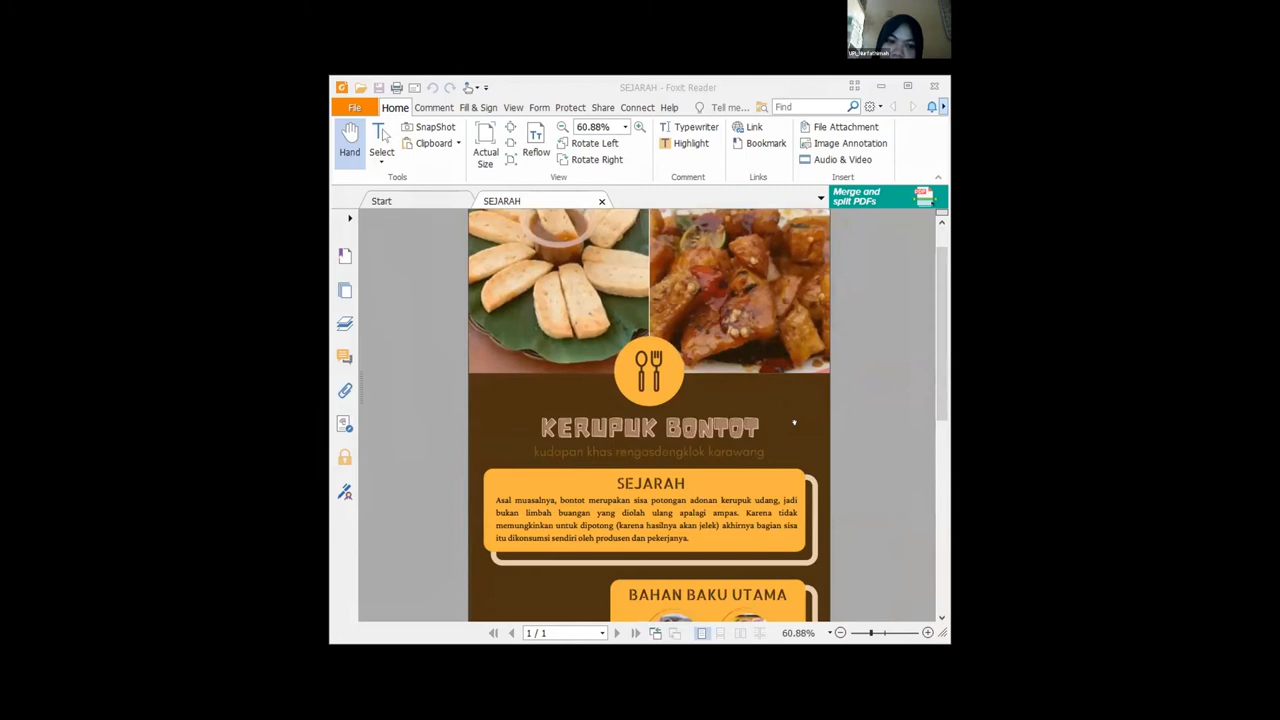 UPI_Nurfathonah
SEJARAH - Foxit Reader
File Home Comment Fill & Sign View Form Protect Share Connect Help Tell me... Find
Hand
Select
SnapShot
Clipboard
Tools
Actual Size
Reflow
60.88%
Rotate Left
Rotate Right
View
Typewriter
Highlight
Comment
Link
Bookmark
Links
File Attachment
Image Annotation
Audio & Video
Insert
Start
SEJARAH
Merge and
split PDFs
KERUPUK BONTOT
kudapan khas rengasdengklok karawang
SEJARAH
Asal muasalnya, bontot merupakan sisa potongan adonan kerupuk udang, jadi
bukan limbah buangan yang diolah ulang apalagi ampas. Karena tidak
memungkinkan untuk dipotong (karena hasilnya akan jelek) akhirnya bagian sisa
itu dikonsumsi sendiri oleh produsen dan pekerjanya.
BAHAN BAKU UTAMA
1 / 1
60.88%